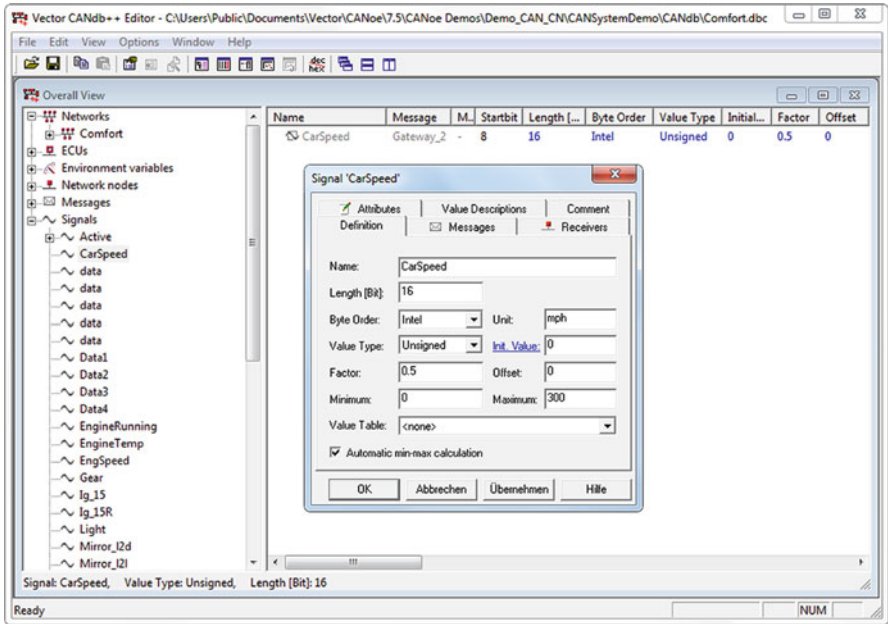 Vector CANdb++ Editor - C:\Users\Public\Documents\Vector\CANoe\7.5\CANoe Demos\Demo_CAN_CN\CANSystemDemo\CANdb\Comfort.dbc
File Edit View Options Window Help
dec
hex
Overall View
Networks
Comfort
ECUs
Environment variables
Network nodes
Messages
Signals
Active
CarSpeed
data
data
data
data
data
Data1
Data2
Data3
Data4
EngineRunning
EngineTemp
EngSpeed
Gear
Ig_15
Ig_15R
Light
Mirror_l2d
Mirror_l2l
Name Message M.. Startbit Length [... Byte Order Value Type Initial... Factor Offset
CarSpeed Gateway_2 - 8 16 Intel Unsigned 0 0.5 0
Signal 'CarSpeed'
Attributes Value Descriptions Comment
Definition Messages Receivers
Name: CarSpeed
Length [Bit]: 16
Byte Order: Intel Unit: mph
Value Type: Unsigned Init. Value: 0
Factor: 0.5 Offset: 0
Minimum: 0 Maximum: 300
Value Table: <none>
Automatic min-max calculation
OK Abbrechen Übernehmen Hilfe
Signal: CarSpeed, Value Type: Unsigned, Length [Bit]: 16
Ready NUM